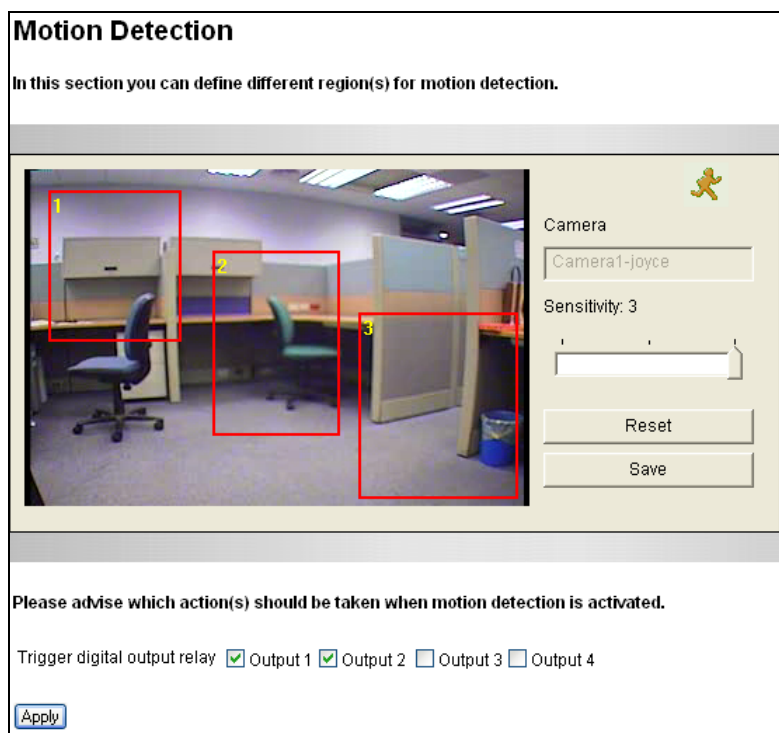 Motion Detection
In this section you can define different region(s) for motion detection.
1
2
3
Camera
Camera1-joyce
Sensitivity: 3
Reset
Save
Please advise which action(s) should be taken when motion detection is activated.
Trigger digital output relay Output 1 Output 2 Output 3 Output 4
Apply